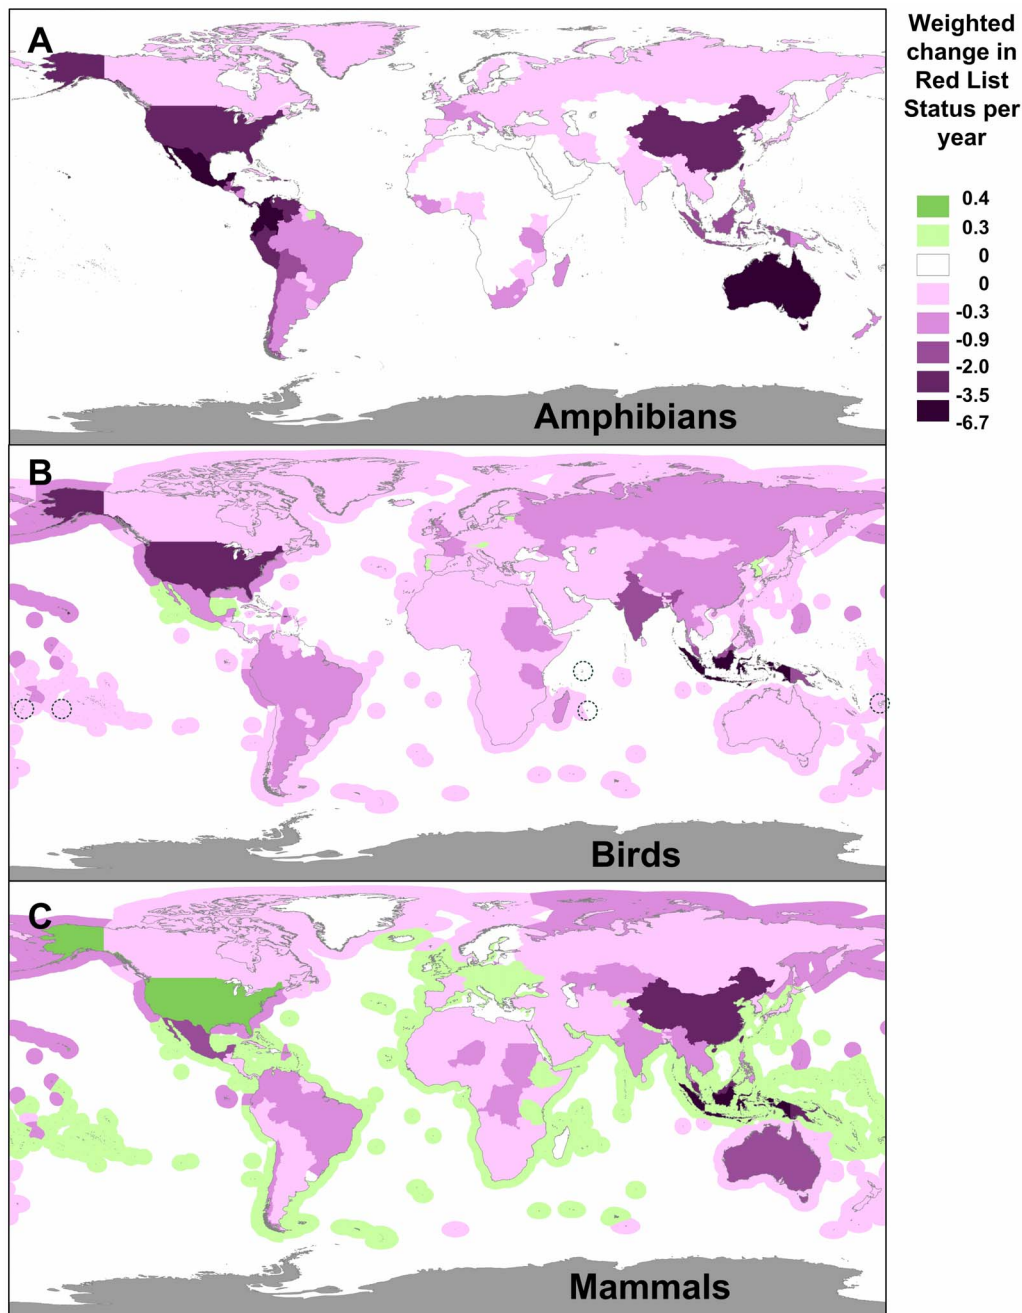 A
Amphibians
B
Birds
C
Mammals
Weighted
change in
Red List
Status per
year
0.4
0.3
0
0
-0.3
-0.9
-2.0
-3.5
-6.7